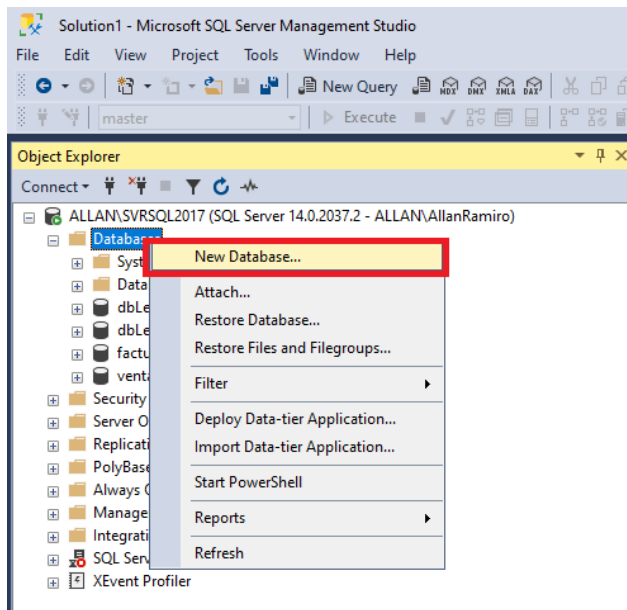 Solution1 - Microsoft SQL Server Management Studio
File Edit View Project Tools Window Help
New Query MDX DMX XMLA DAX
master Execute
Object Explorer
Connect
ALLAN\SVRSQL2017 (SQL Server 14.0.2037.2 - ALLAN\AllanRamiro)
Databases
New Database...
Syst
Data
Attach...
dbLe
Restore Database...
dbLe
factu
Restore Files and Filegroups...
venta
Filter
Security
Server O
Deploy Data-tier Application...
Replicati
Import Data-tier Application...
PolyBase
Always O
Start PowerShell
Manage
Reports
Integrati
SQL Serv
Refresh
XEvent Profiler